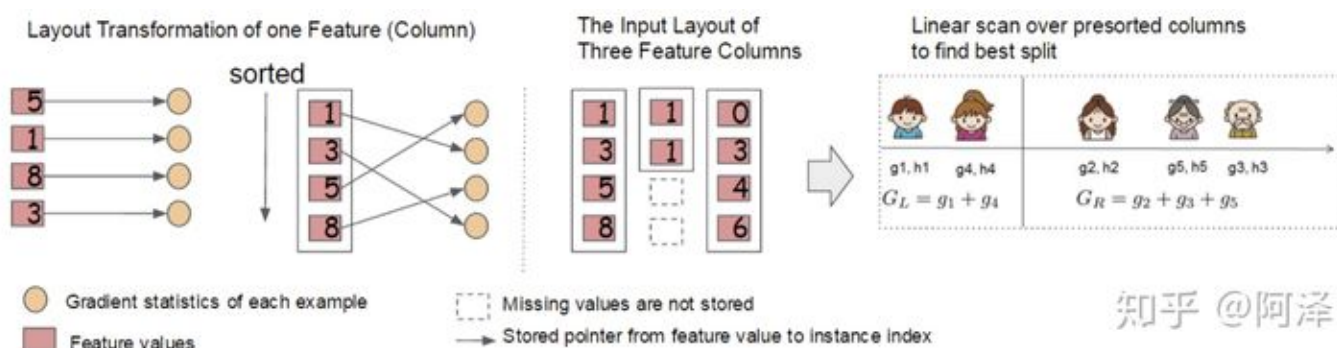 Layout Transformation of one Feature (Column)
sorted
5
1
8
3
1
3
5
8
The Input Layout of
Three Feature Columns
1
3
5
8
1
1
0
3
4
6
Linear scan over presorted columns
to find best split
g1, h1
g4, h4
g2, h2
g5, h5
g3, h3
G_L = g_1 + g_4
G_R = g_2 + g_3 + g_5
Gradient statistics of each example
Feature values
Missing values are not stored
Stored pointer from feature value to instance index
知乎 @阿泽